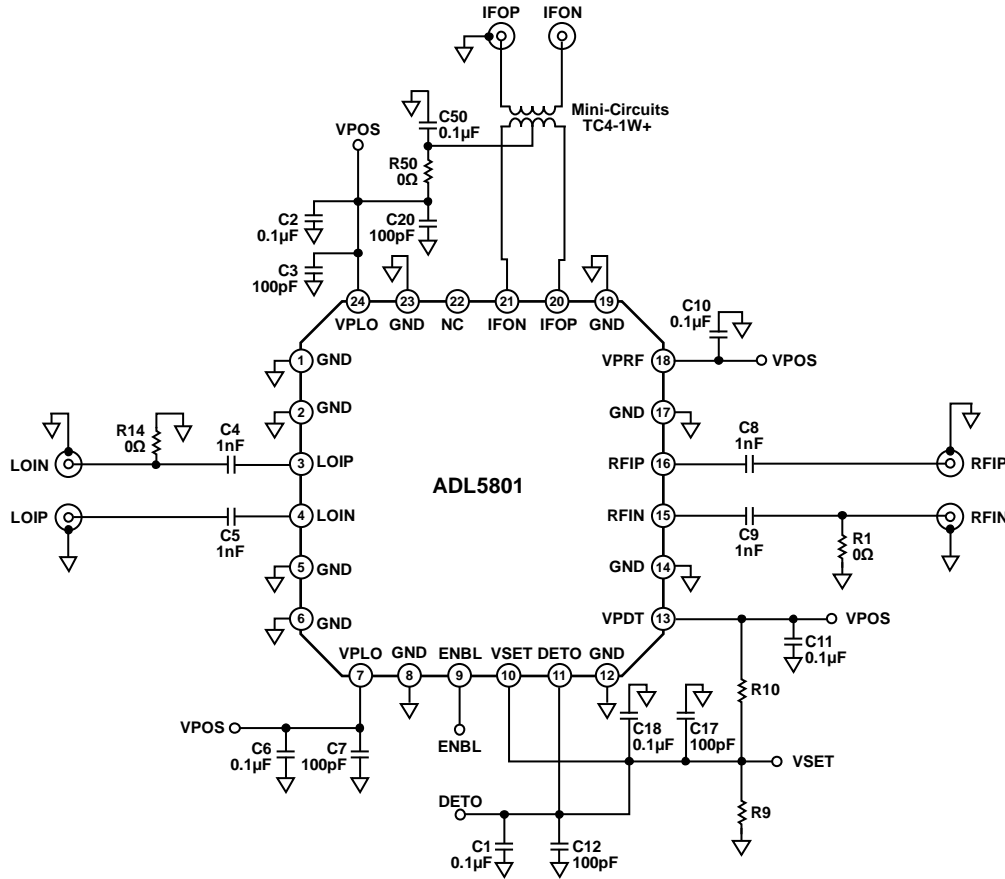 IFOP IFON
Mini-Circuits
TC4-1W+
C50
0.1µF
VPOS
R50
0Ω
C2
0.1µF
C20
100pF
C3
100pF
24 23 22 21 20 19
VPLO GND NC IFON IFOP GND
C10
0.1µF
1 GND
VPRF 18 VPOS
2 GND
GND 17
R14
0Ω
C4
1nF
C8
1nF
LOIN 3 LOIP
RFIP 16 RFIP
ADL5801
LOIP 4 LOIN
RFIN 15 RFIN
C5
1nF
C9
1nF
R1
0Ω
5 GND
GND 14
6 GND
VPDT 13 VPOS
C11
0.1µF
VPLO GND ENBL VSET DETO GND
7 8 9 10 11 12
R10
VPOS
C6
0.1µF
C7
100pF
ENBL
C18
0.1µF
C17
100pF
VSET
DETO
R9
C1
0.1µF
C12
100pF